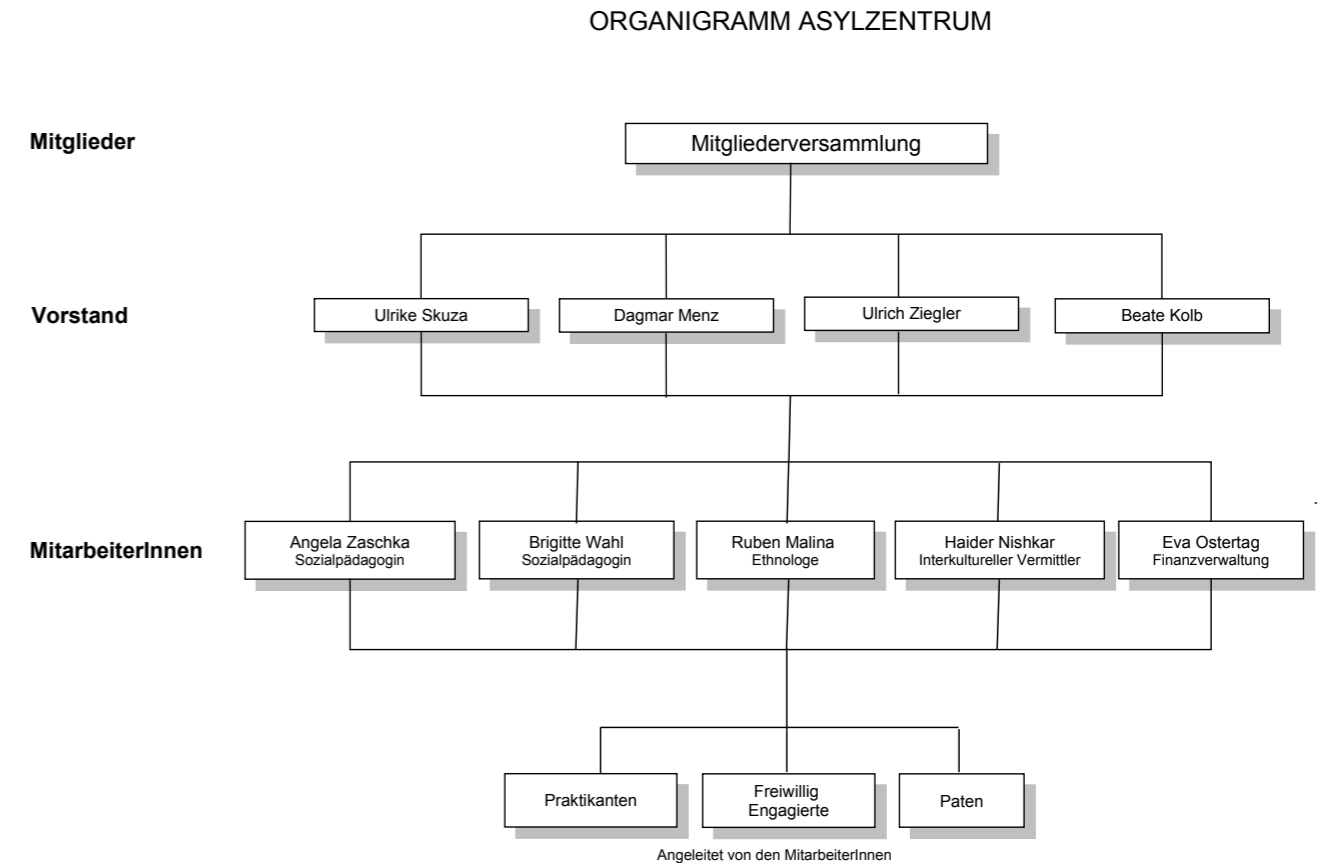 ORGANIGRAMM ASYLZENTRUM
Mitglieder
Mitgliederversammlung
Vorstand
Ulrike Skuza
Dagmar Menz
Ulrich Ziegler
Beate Kolb
MitarbeiterInnen
Angela Zaschka
Sozialpädagogin
Brigitte Wahl
Sozialpädagogin
Ruben Malina
Ethnologe
Haider Nishkar
Interkultureller Vermittler
Eva Ostertag
Finanzverwaltung
Praktikanten
Freiwillig
Engagierte
Paten
Angeleitet von den MitarbeiterInnen